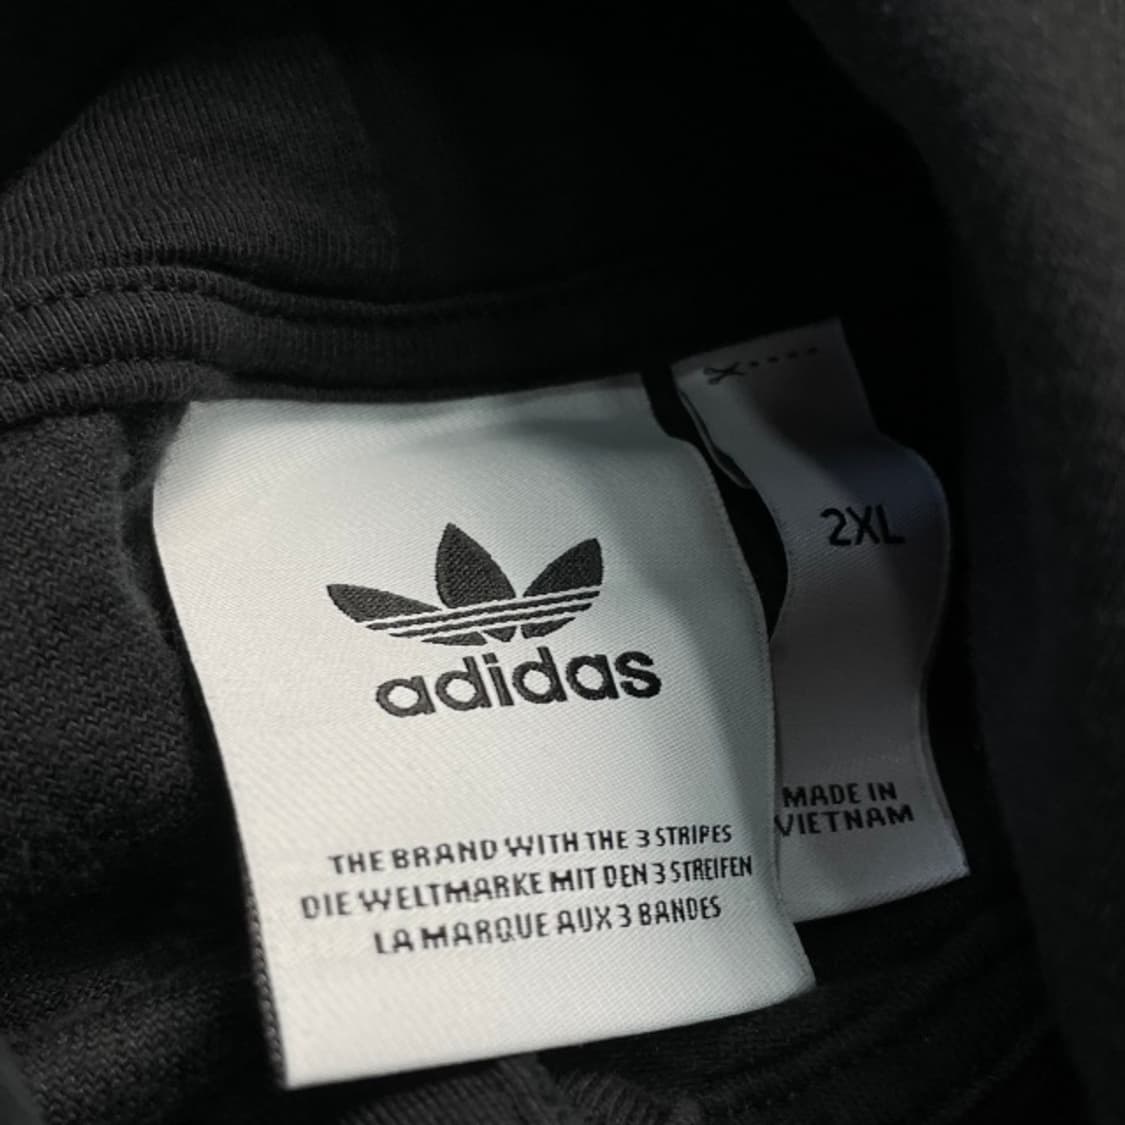 adidas
THE BRAND WITH THE 3 STRIPES
DIE WELTMARKE MIT DEN 3 STREIFEN
LA MARQUE AUX 3 BANDES
2XL
MADE IN
VIETNAM